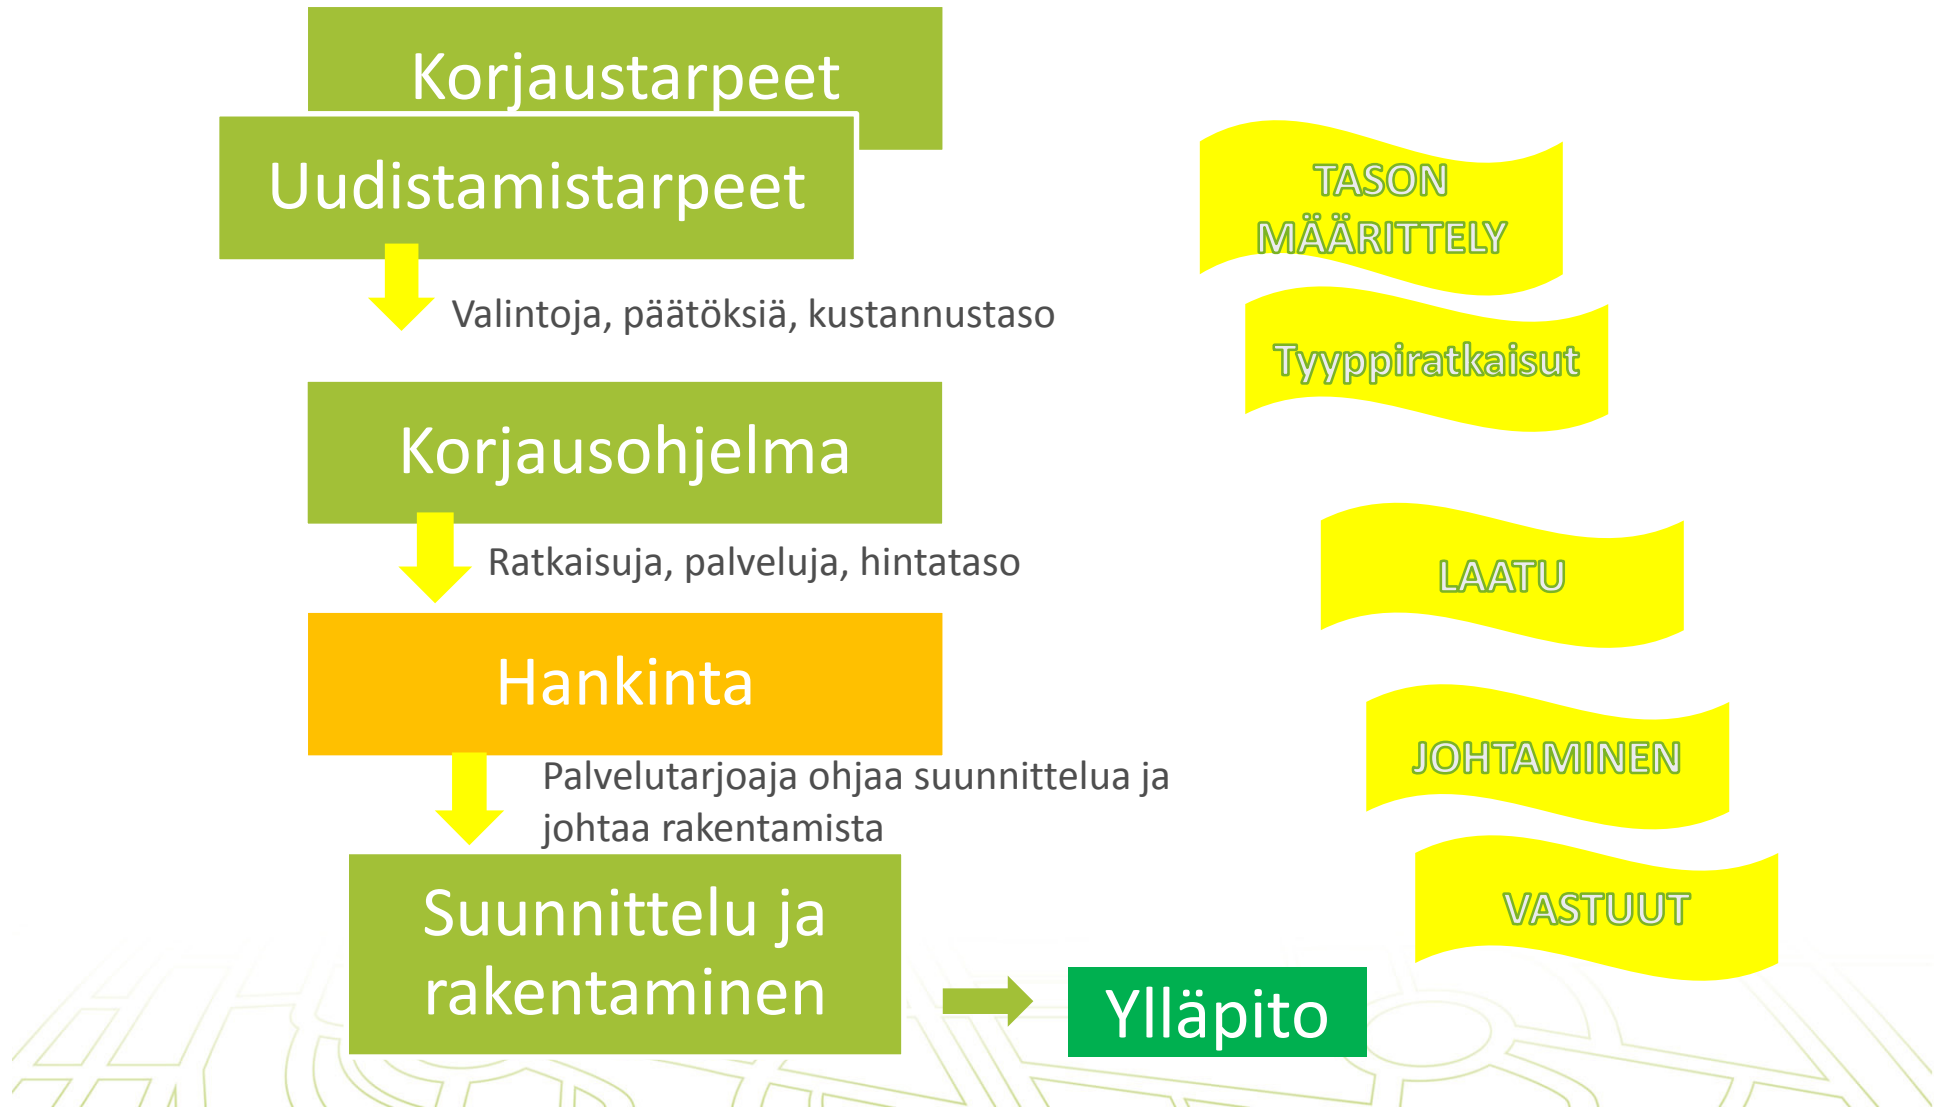 Korjaustarpeet
Uudistamistarpeet
Valintoja, päätöksiä, kustannustaso
Korjausohjelma
Ratkaisuja, palveluja, hintataso
Hankinta
Palvelutarjoaja ohjaa suunnittelua ja
johtaa rakentamista
Suunnittelu ja
rakentaminen
Ylläpito
TASON
MÄÄRITTELY
Tyyppiratkaisut
LAATU
JOHTAMINEN
VASTUUT